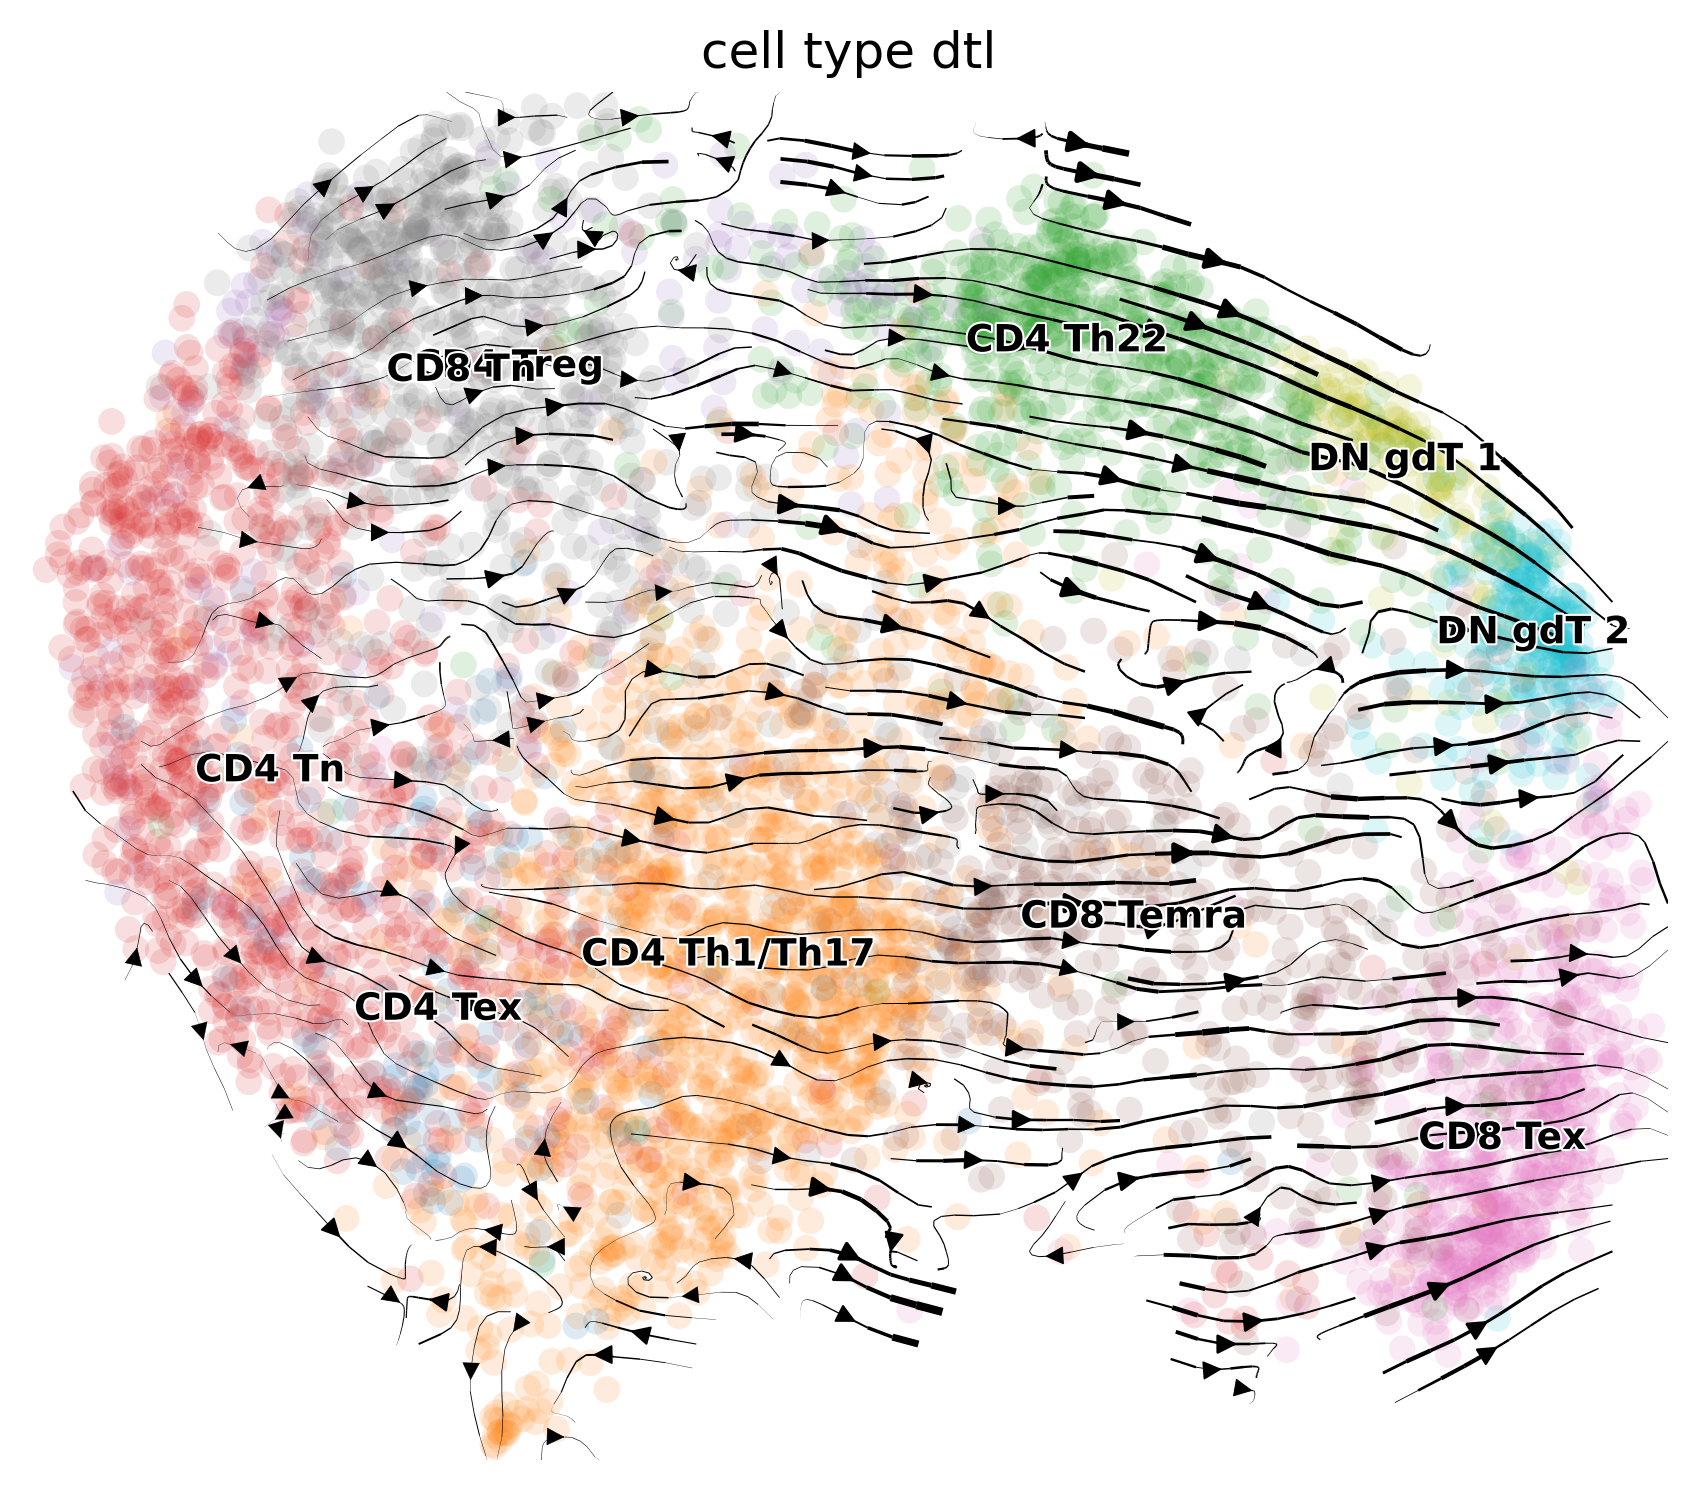 cell type dtl
CD4 Th22
CD8 Tn
CD4 Treg
DN gdT 1
DN gdT 2
CD4 Tn
CD8 Temra
CD4 Th1/Th17
CD4 Tex
CD8 Tex